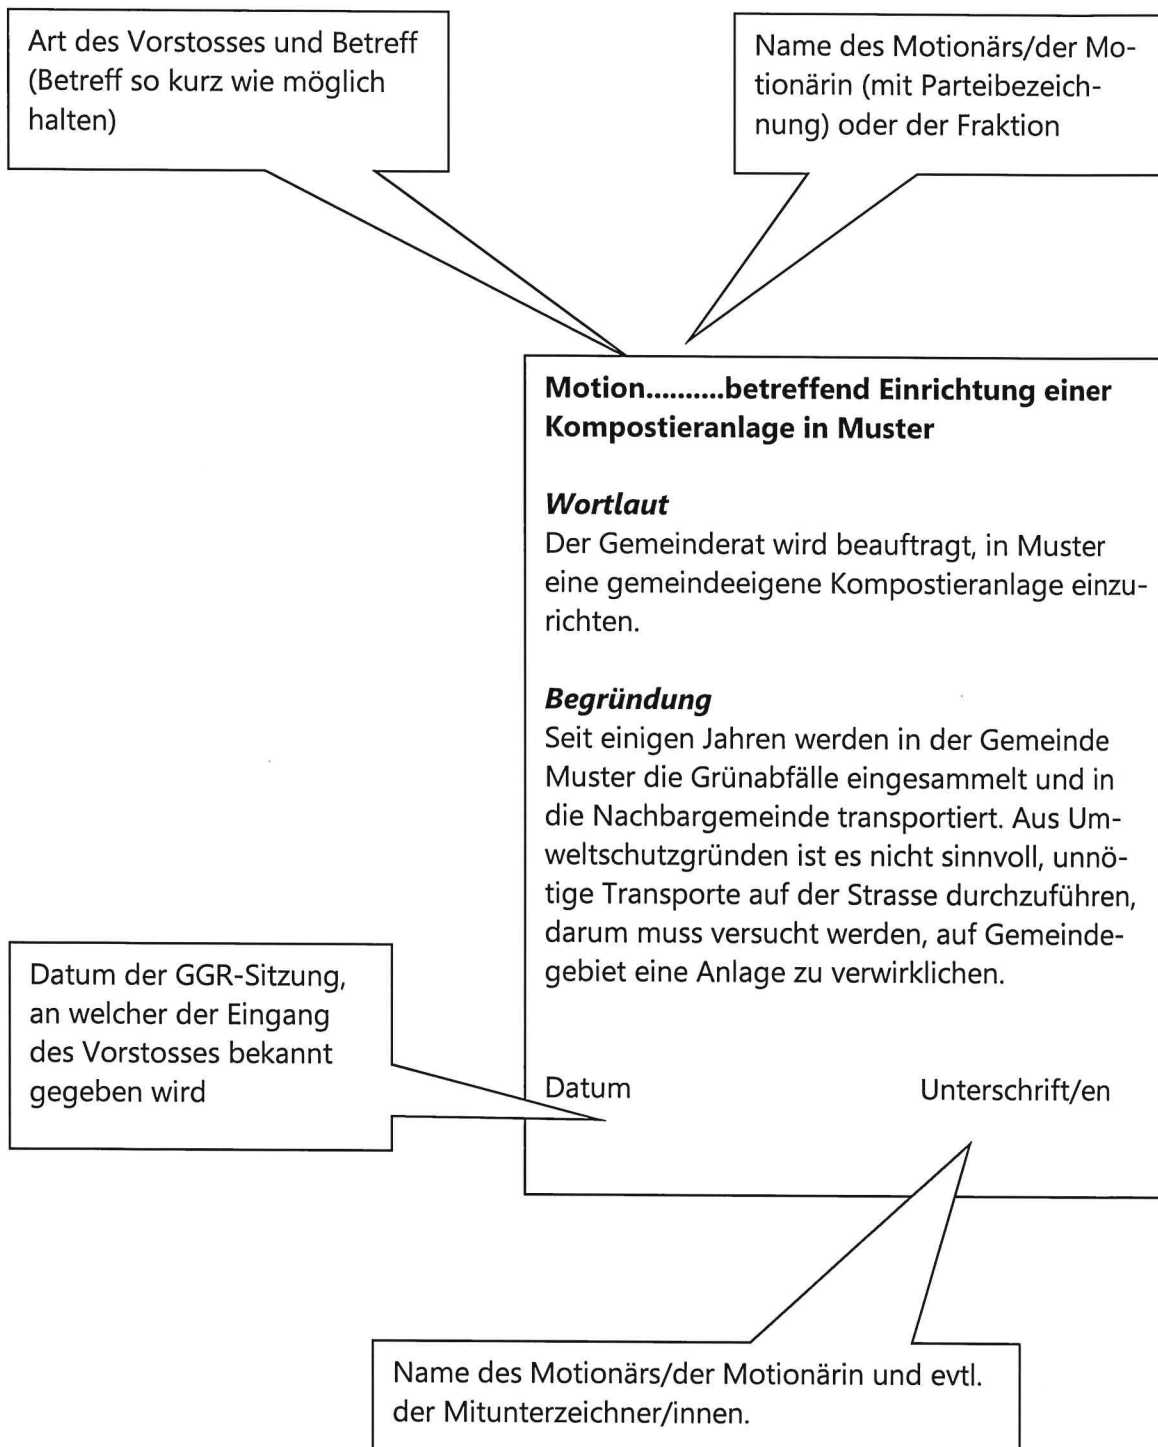 Art des Vorstosses und Betreff
(Betreff so kurz wie möglich
halten)
Name des Motionärs/der Mo-
tionärin (mit Parteibezeich-
nung) oder der Fraktion
Motion..........betreffend Einrichtung einer
Kompostieranlage in Muster
Wortlaut
Der Gemeinderat wird beauftragt, in Muster
eine gemeindeeigene Kompostieranlage einzu-
richten.
Begründung
Seit einigen Jahren werden in der Gemeinde
Muster die Grünabfälle eingesammelt und in
die Nachbargemeinde transportiert. Aus Um-
weltschutzgründen ist es nicht sinnvoll, unnö-
tige Transporte auf der Strasse durchzuführen,
darum muss versucht werden, auf Gemeinde-
gebiet eine Anlage zu verwirklichen.
Datum der GGR-Sitzung,
an welcher der Eingang
des Vorstosses bekannt
gegeben wird
Datum Unterschrift/en
Name des Motionärs/der Motionärin und evtl.
der Mitunterzeichner/innen.